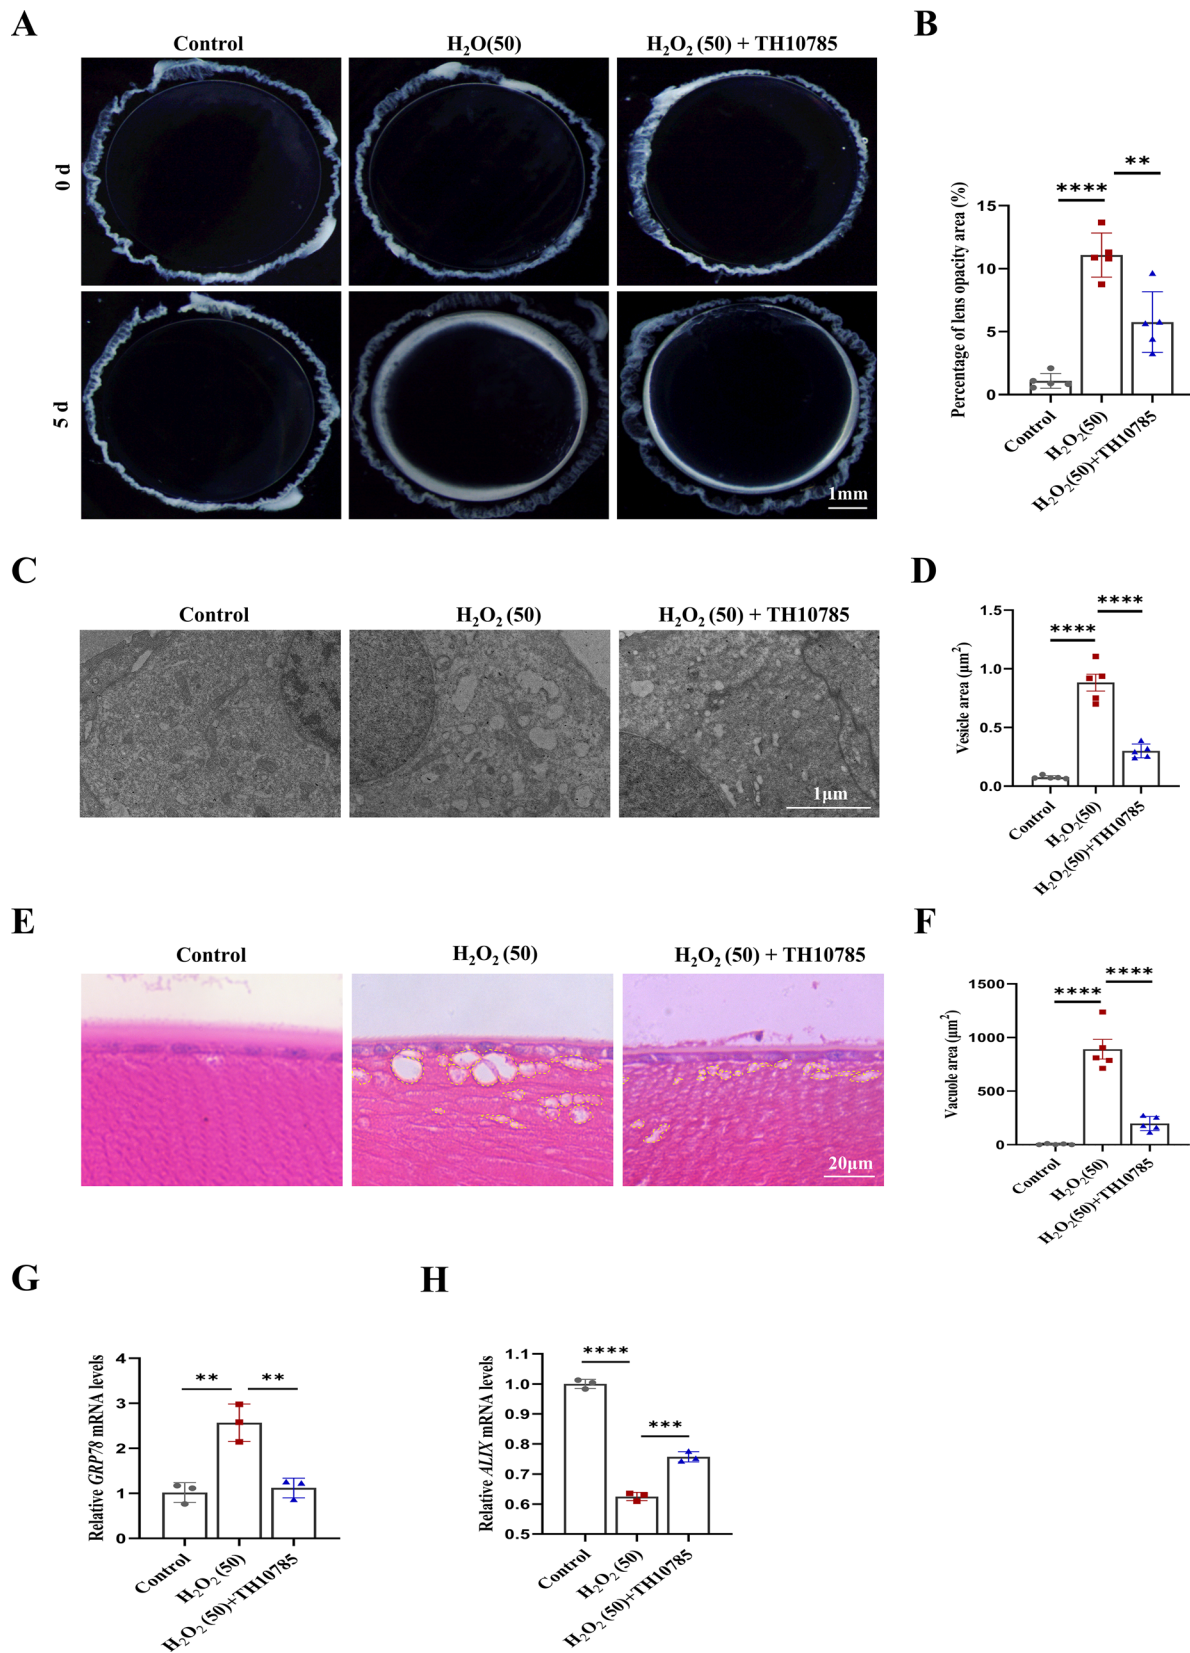 A
Control
H₂O(50)
H₂O₂ (50) + TH10785
0 d
5 d
1mm
B
Percentage of lens opacity area (%)
15
10
5
0
****
**
Control
H₂O₂(50)
H₂O₂(50)+TH10785
C
Control
H₂O₂ (50)
H₂O₂ (50) + TH10785
1μm
D
Vesicle area (μm²)
1.5
1.0
0.5
0.0
****
****
Control
H₂O₂(50)
H₂O₂(50)+TH10785
E
Control
H₂O₂ (50)
H₂O₂ (50) + TH10785
20μm
F
Vacuole area (μm²)
1500
1000
500
0
****
****
Control
H₂O₂(50)
H₂O₂(50)+TH10785
G
Relative GRP78 mRNA levels
4
3
2
1
0
**
**
Control
H₂O₂ (50)
H₂O₂ (50)+TH10785
H
Relative ALIX mRNA levels
1.1
1.0
0.9
0.8
0.7
0.6
0.5
****
***
Control
H₂O₂ (50)
H₂O₂ (50)+TH10785